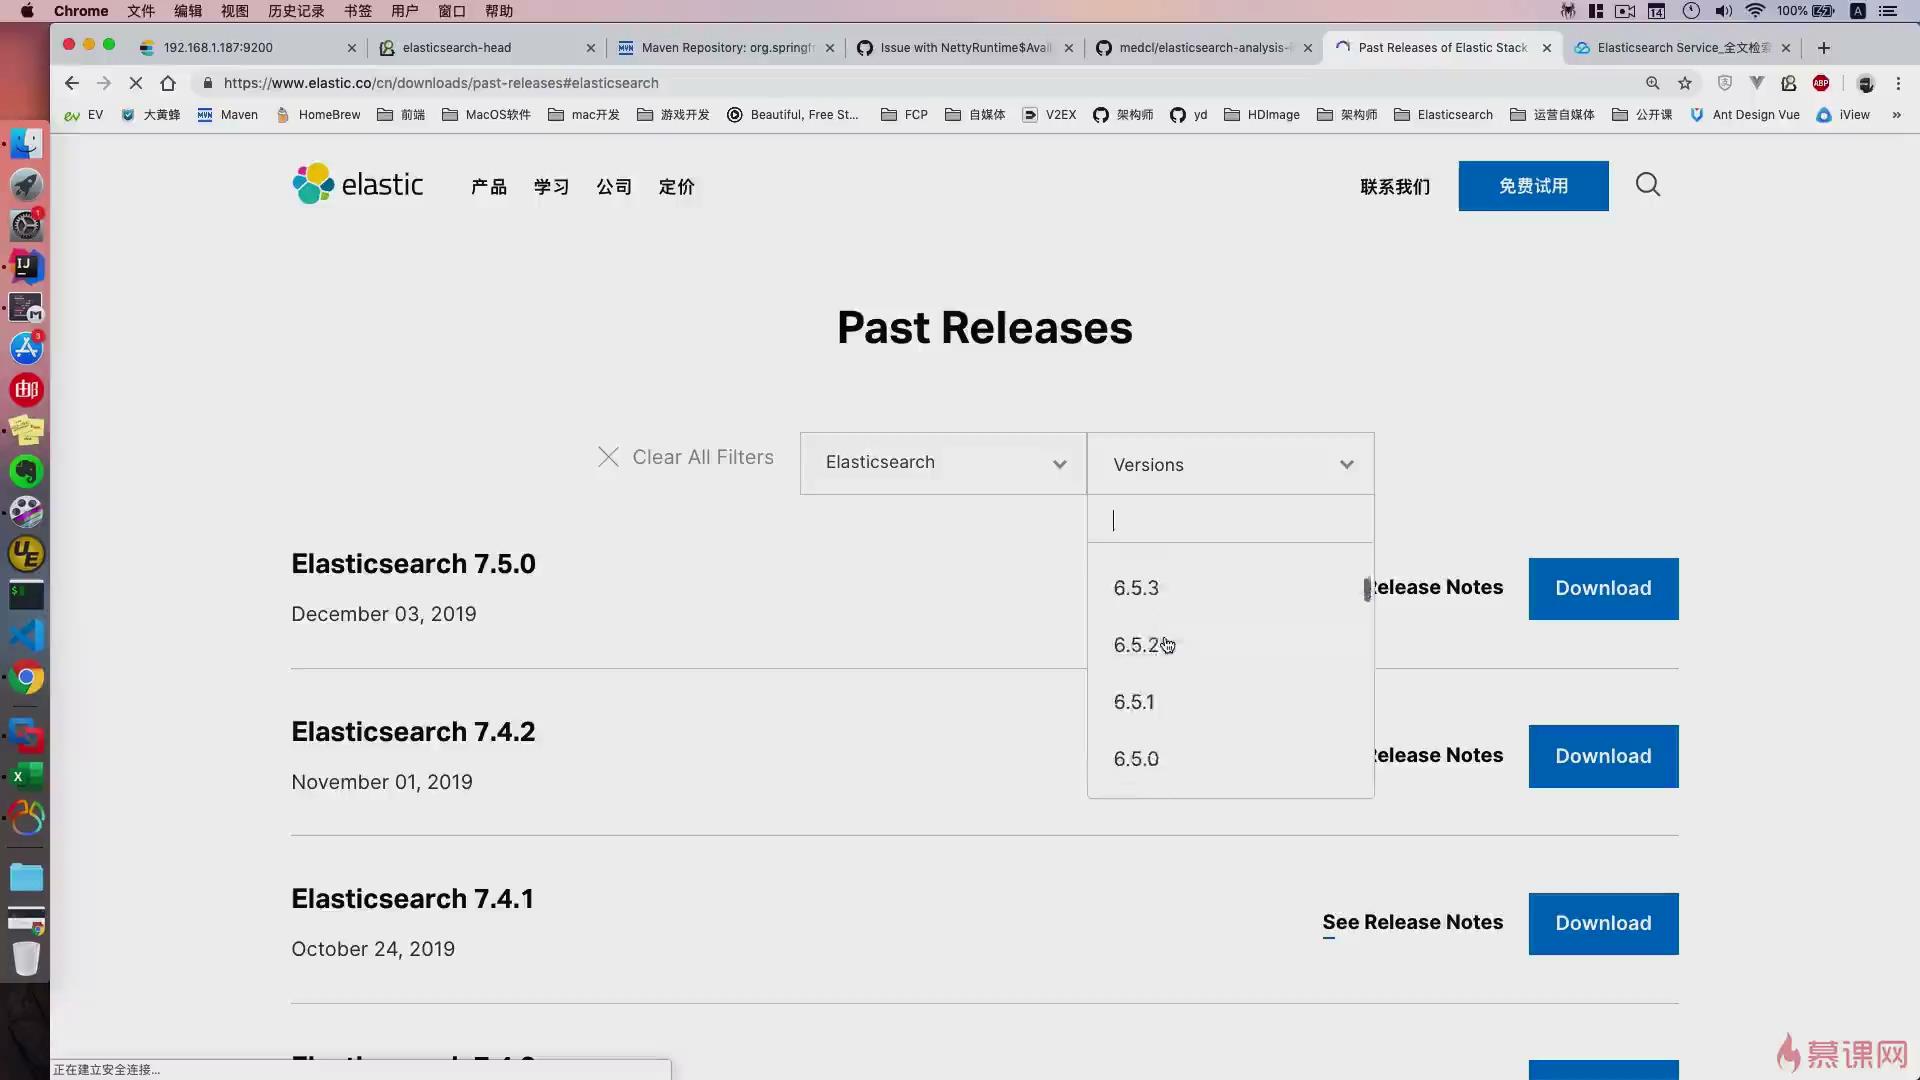 Chrome 文件 编辑 视图 历史记录 书签 用户 窗口 帮助 14 100% A
192.168.1.187:9200 elasticsearch-head Maven Repository: org.springf Issue with NettyRuntime$Avail medcl/elasticsearch-analysis- Past Releases of Elastic Stack Elasticsearch Service_全文检索
https://www.elastic.co/cn/downloads/past-releases#elasticsearch ABP
EV 大黄蜂 MVN Maven HomeBrew 前端 MacOS软件 mac开发 游戏开发 Beautiful, Free St... FCP 自媒体 V2EX 架构师 yd HDImage 架构师 Elasticsearch 运营自媒体 公开课 Ant Design Vue iView »
elastic 产品 学习 公司 定价 联系我们 免费试用
Past Releases
Clear All Filters Elasticsearch Versions
Elasticsearch 7.5.0
December 03, 2019
6.5.3
Release Notes Download
6.5.2
6.5.1
6.5.0
Elasticsearch 7.4.2
November 01, 2019
Release Notes Download
Elasticsearch 7.4.1
October 24, 2019
See Release Notes Download
正在建立安全连接...
慕课网